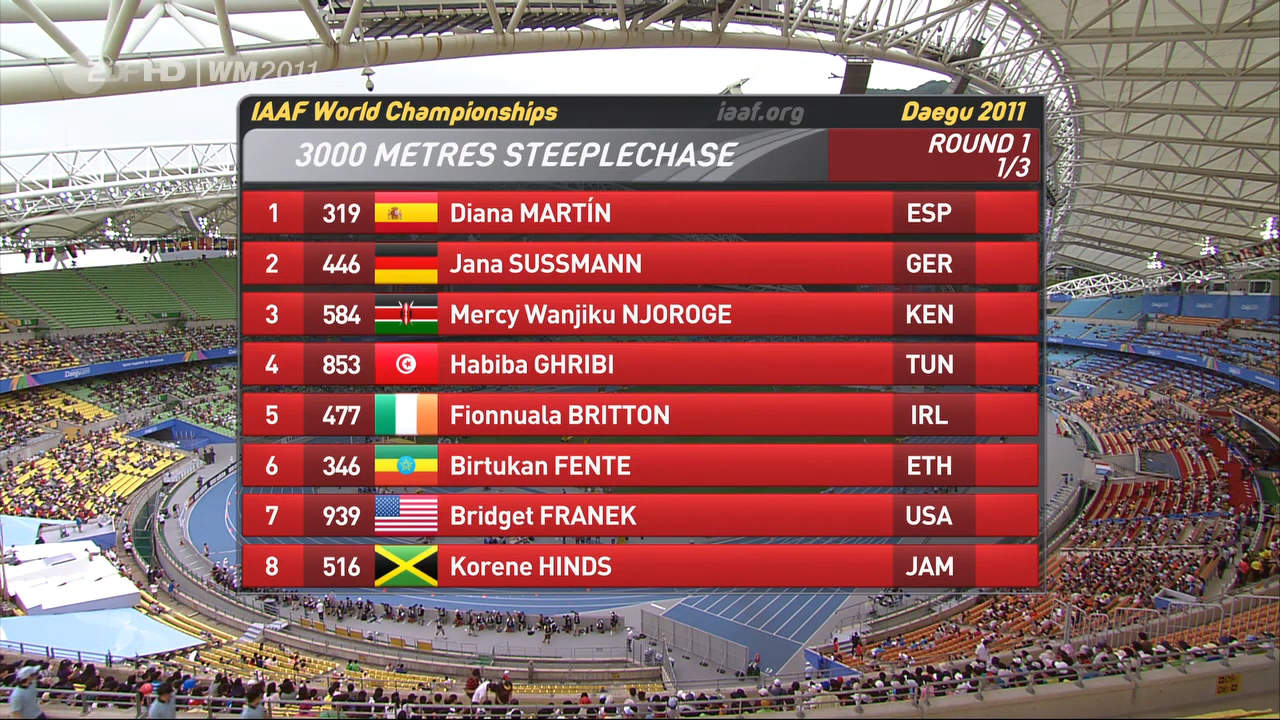 ZDF HD | WM2011
IAAF World Championships iaaf.org Daegu 2011
3000 METRES STEEPLECHASE ROUND 1
1/3
1 319 Diana MARTÍN ESP
2 446 Jana SUSSMANN GER
3 584 Mercy Wanjiku NJOROGE KEN
4 853 Habiba GHRIBI TUN
5 477 Fionnuala BRITTON IRL
6 346 Birtukan FENTE ETH
7 939 Bridget FRANEK USA
8 516 Korene HINDS JAM
Daegu